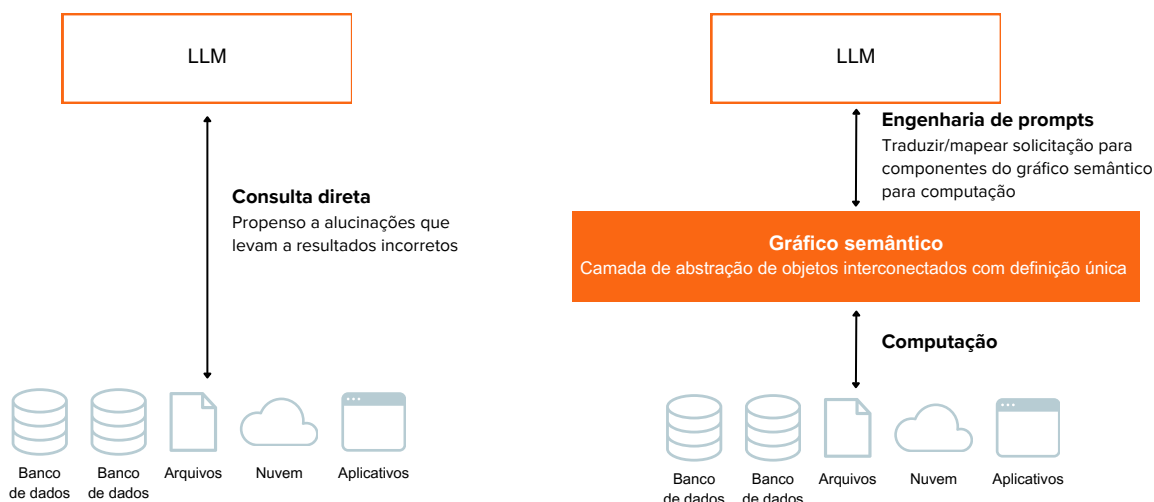 LLM
Consulta direta
Propenso a alucinações que
levam a resultados incorretos
Banco
de dados
Banco
de dados
Arquivos
Nuvem
Aplicativos
LLM
Engenharia de prompts
Traduzir/mapear solicitação para
componentes do gráfico semântico
para computação
Gráfico semântico
Camada de abstração de objetos interconectados com definição única
Computação
Banco
de dados
Banco
de dados
Arquivos
Nuvem
Aplicativos